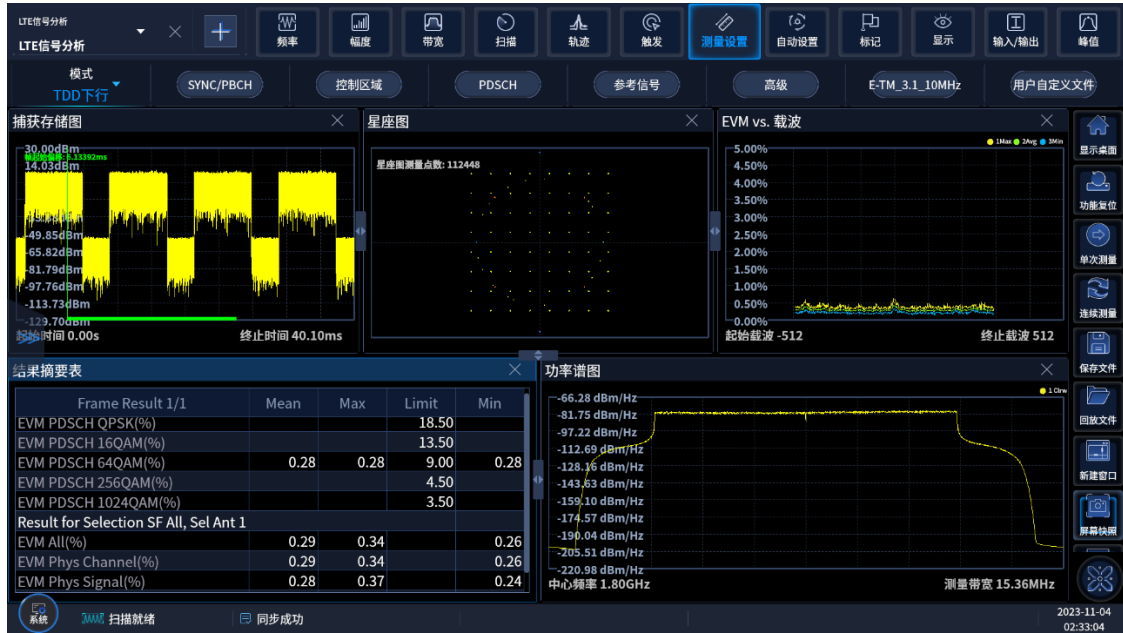 LTE信号分析
LTE信号分析
频率
幅度
带宽
扫描
轨迹
触发
测量设置
自动设置
标记
显示
输入/输出
峰值
模式
TDD下行
SYNC/PBCH
控制区域
PDSCH
参考信号
高级
E-TM_3.1_10MHz
用户自定义文件
捕获存储图
30.00dBm
帧起始偏移: 6.13392ms
14.03dBm
-49.85dBm
-65.82dBm
-81.79dBm
-97.76dBm
-113.73dBm
-129.70dBm
起始时间 0.00s
终止时间 40.10ms
星座图
星座图测量点数: 112448
EVM vs. 载波
1Max 2Avg 3Min
5.00%
4.50%
4.00%
3.50%
3.00%
2.50%
2.00%
1.50%
1.00%
0.50%
0.00%
起始载波 -512
终止载波 512
显示桌面
功能复位
单次测量
连续测量
保存文件
回放文件
新建窗口
屏幕快照
结果摘要表
Frame Result 1/1 Mean Max Limit Min
EVM PDSCH QPSK(%) 18.50
EVM PDSCH 16QAM(%) 13.50
EVM PDSCH 64QAM(%) 0.28 0.28 9.00 0.28
EVM PDSCH 256QAM(%) 4.50
EVM PDSCH 1024QAM(%) 3.50
Result for Selection SF All, Sel Ant 1
EVM All(%) 0.29 0.34 0.26
EVM Phys Channel(%) 0.29 0.34 0.26
EVM Phys Signal(%) 0.28 0.37 0.24
功率谱图
1 Clrw
-66.28 dBm/Hz
-81.75 dBm/Hz
-97.22 dBm/Hz
-112.69 dBm/Hz
-128.16 dBm/Hz
-143.63 dBm/Hz
-159.10 dBm/Hz
-174.57 dBm/Hz
-190.04 dBm/Hz
-205.51 dBm/Hz
-220.98 dBm/Hz
中心频率 1.80GHz
测量带宽 15.36MHz
系统
扫描就绪
同步成功
2023-11-04
02:33:04